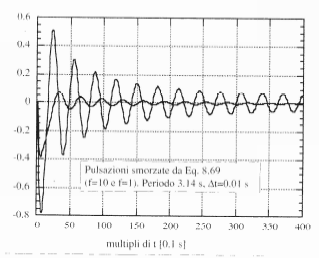 0.6
0.4
0.2
0
-0.2
-0.4
-0.6
-0.8
Pulsazioni smorzate da Eq. 8.69
(f=10 e f=1). Periodo 3.14 s, Δt=0.01 s
0 50 100 150 200 250 300 350 400
multipli di t [0.1 s]